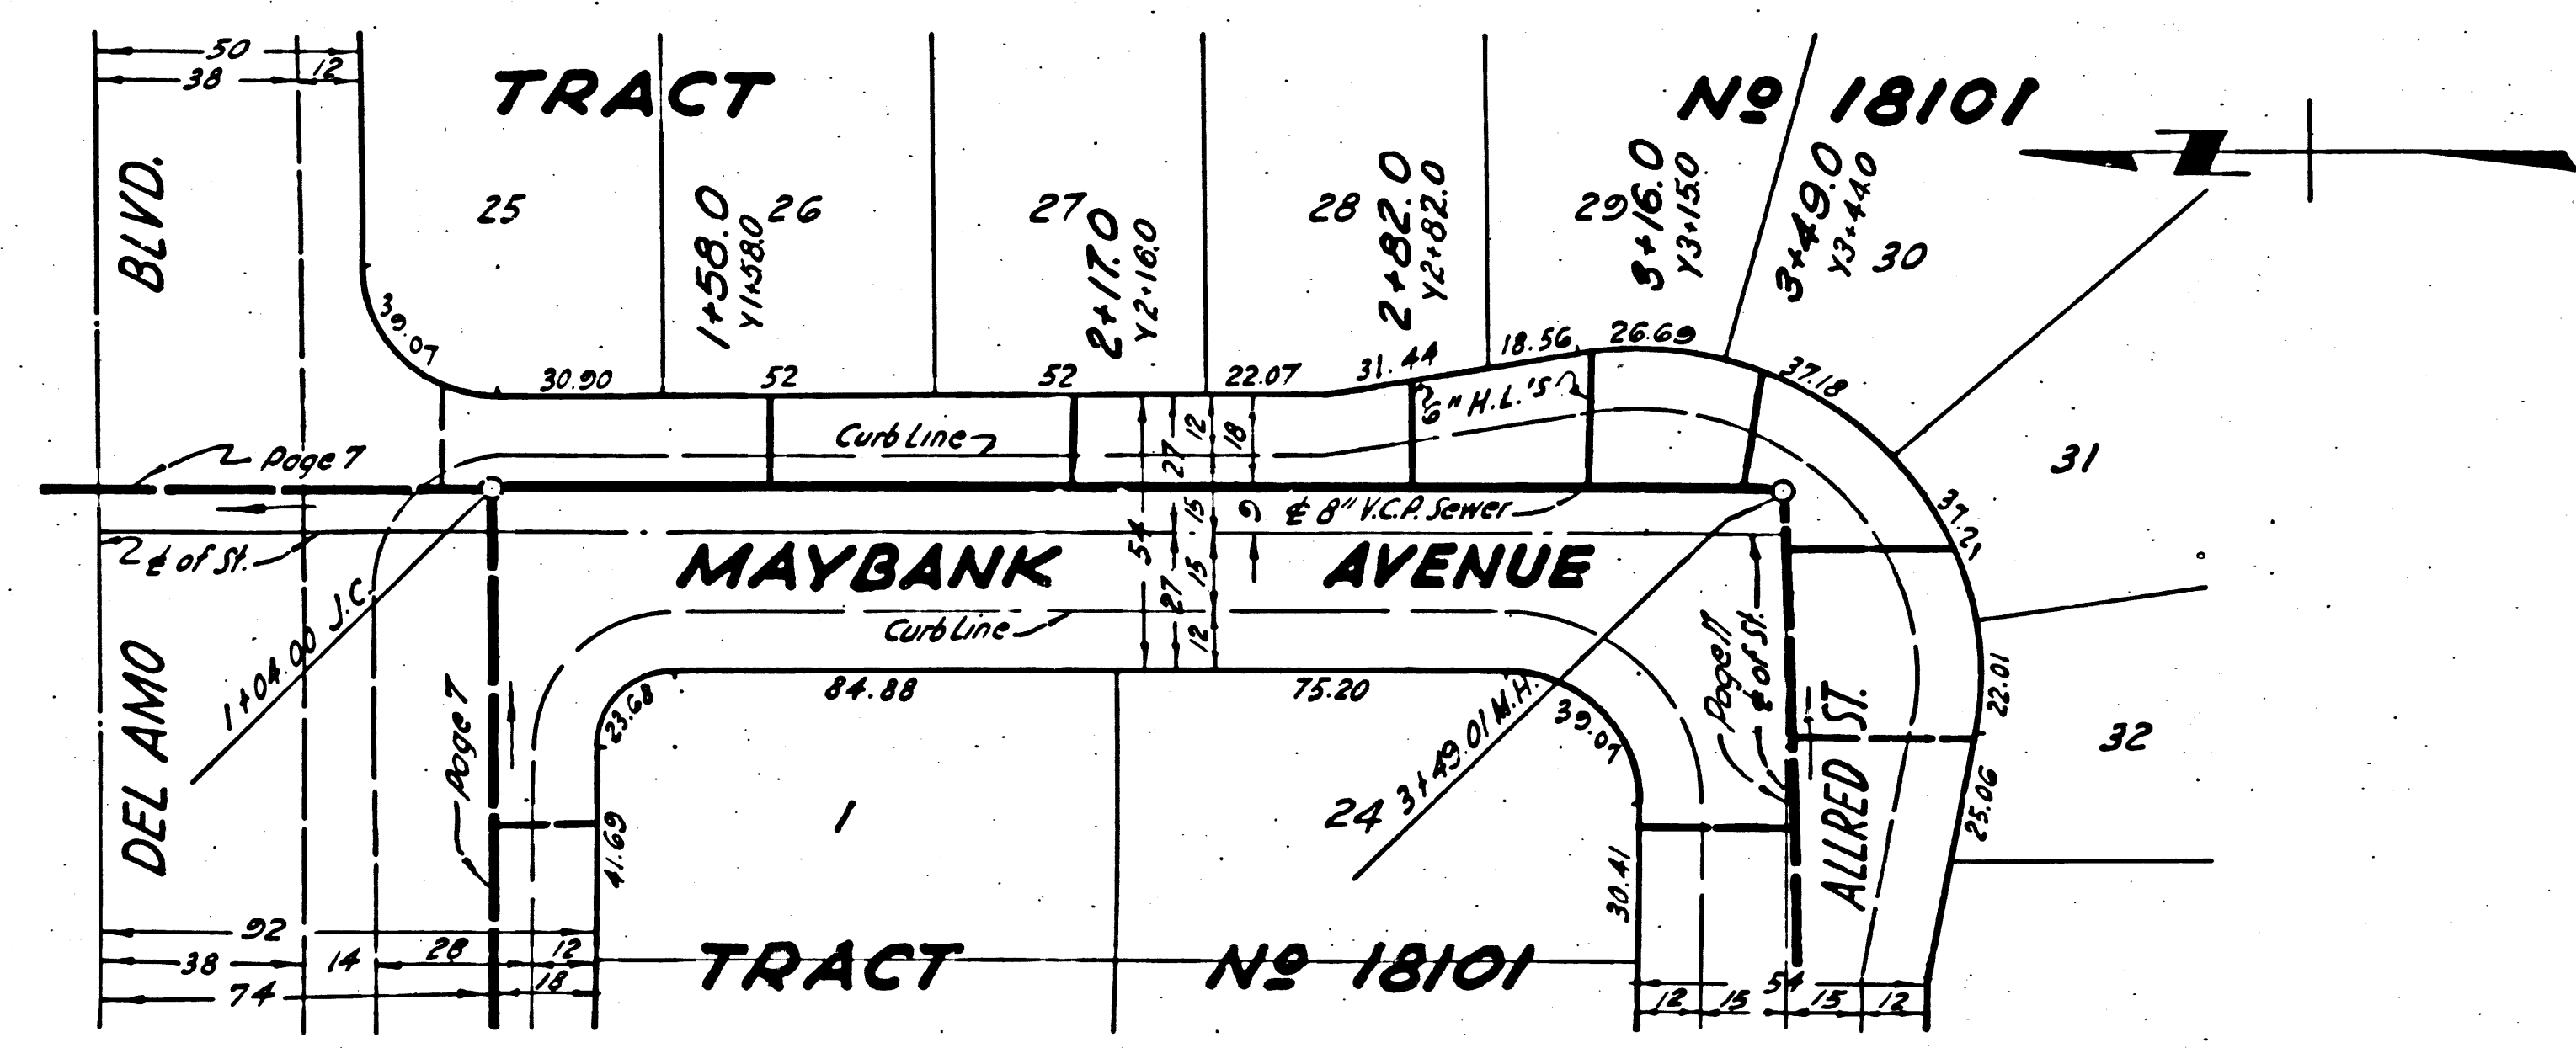 50
38
12
TRACT
Nº 18101
BLVD.
25
26
27
28
29
30
1+58.0
Y1+58.0
2+17.0
Y2+16.0
2+82.0
Y2+82.0
3+16.0
Y3+15.0
3+49.0
Y3+44.0
39.07
30.90
52
52
22.07
31.44
18.56
26.69
37.18
Curb Line
6" H.L.'S
27
12
18
31
Page 7
15
9
℄ 8" V.C.P. Sewer
37.21
℄ of St.
MAYBANK
AVENUE
54
27
15
12
Curb Line
Page 11
℄ of St.
1+04.00 J.C.
DEL AMO
Page 7
23.68
84.88
75.20
39.07
3+49.01 M.H.
ALLRED ST.
22.01
32
25.06
1
24
41.69
30.41
92
38
14
28
12
74
18
TRACT
Nº 18101
54
12
15
15
12